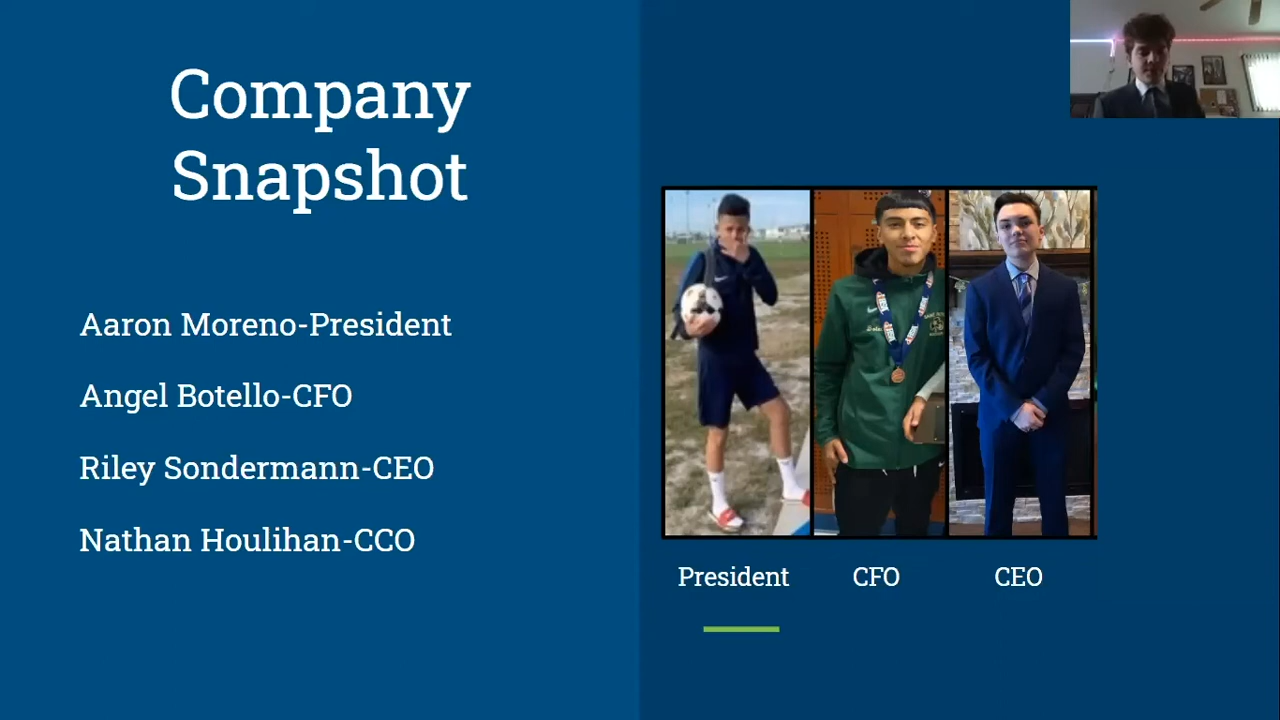 Company
Snapshot
Aaron Moreno-President
Angel Botello-CFO
Riley Sondermann-CEO
Nathan Houlihan-CCO
President
CFO
CEO